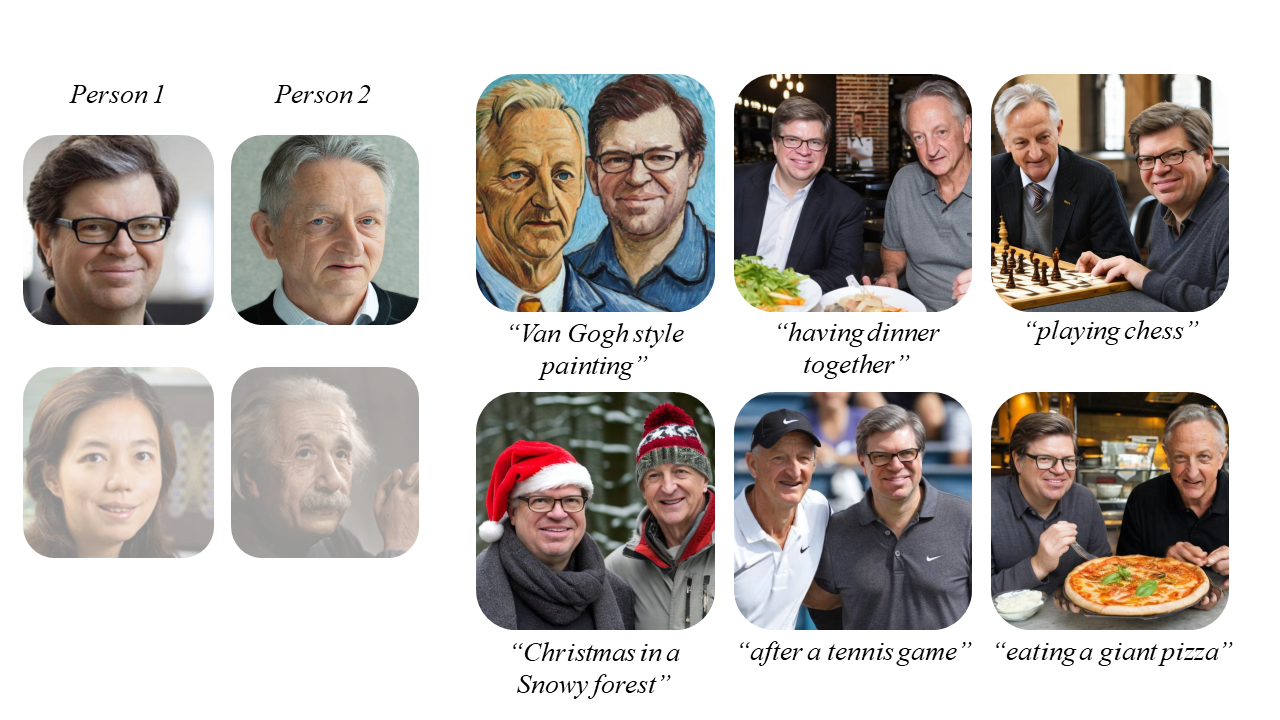 Person 1
Person 2
“Van Gogh style
painting”
“having dinner
together”
“playing chess”
“Christmas in a
Snowy forest”
“after a tennis game”
“eating a giant pizza”